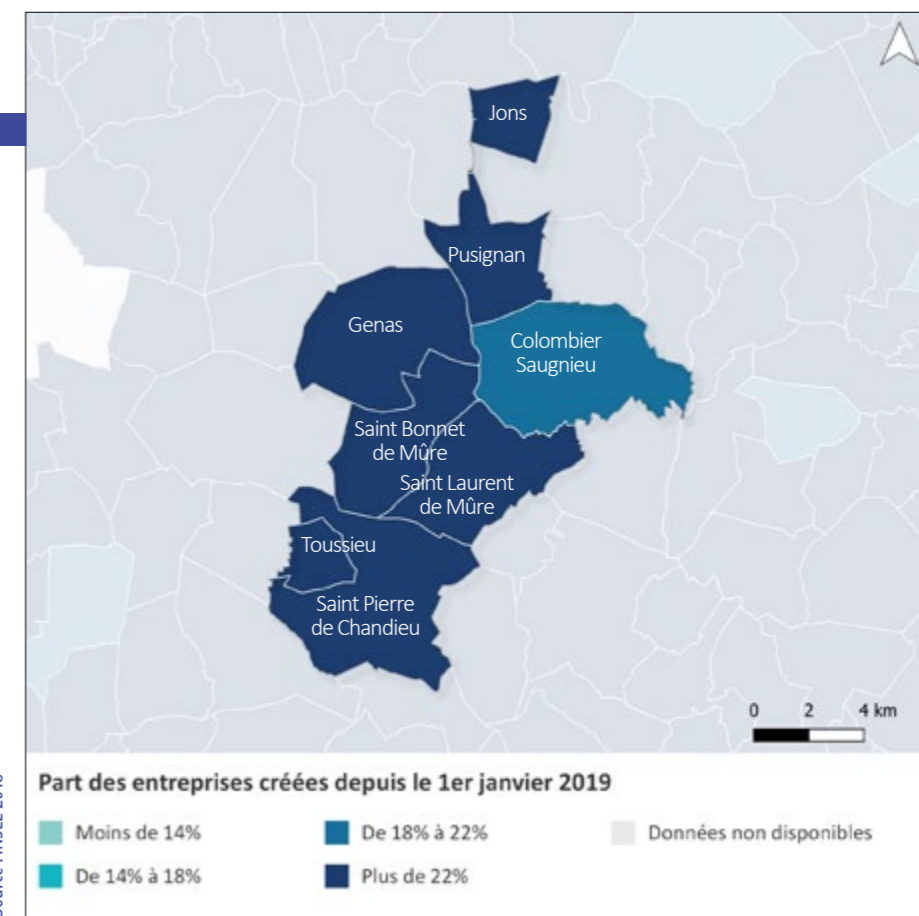 Jons
Pusignan
Genas
Colombier
Saugnieu
Saint Bonnet
de Mûre
Saint Laurent
de Mûre
Toussieu
Saint Pierre
de Chandieu
0 2 4 km
Part des entreprises créées depuis le 1er janvier 2019
Moins de 14%
De 18% à 22%
Données non disponibles
De 14% à 18%
Plus de 22%